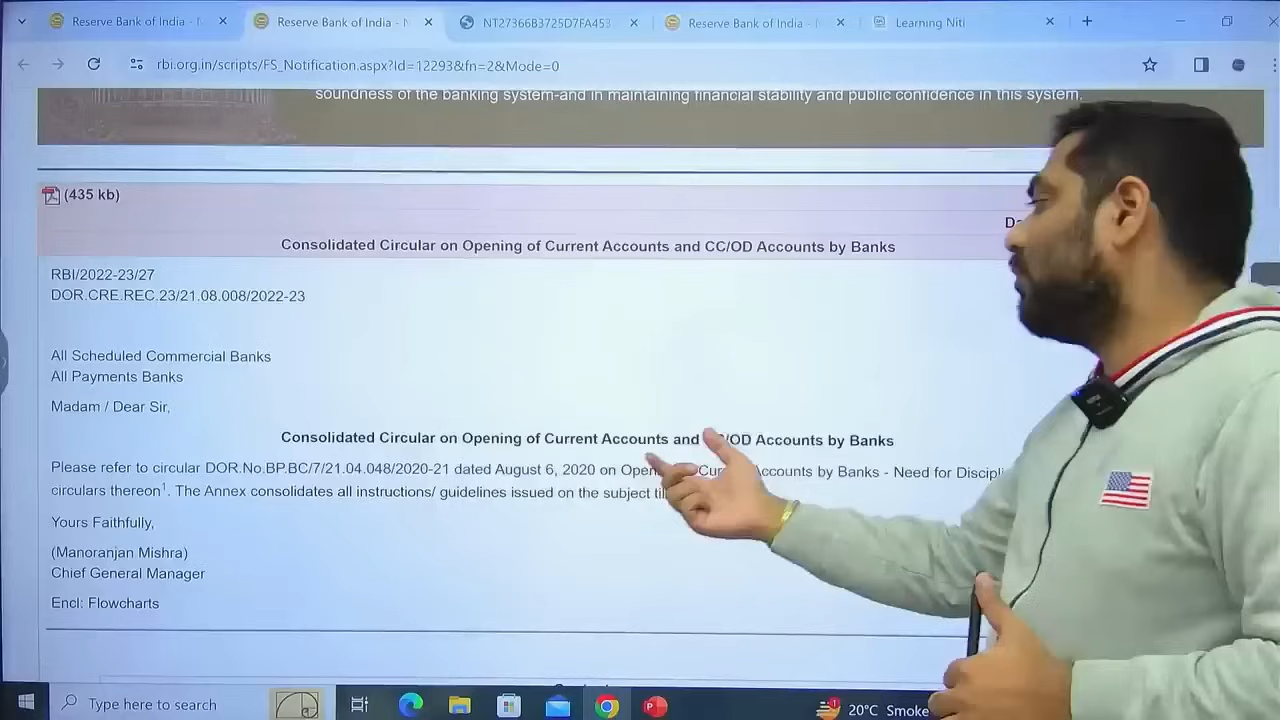 Reserve Bank of India -
Reserve Bank of India -
NT27366B3725D7FA453
Reserve Bank of India -
Learning Niti
rbi.org.in/scripts/FS_Notification.aspx?Id=12293&fn=2&Mode=0
soundness of the banking system-and in maintaining financial stability and public confidence in this system.
(435 kb)
Consolidated Circular on Opening of Current Accounts and CC/OD Accounts by Banks
RBI/2022-23/27
DOR.CRE.REC.23/21.08.008/2022-23
All Scheduled Commercial Banks
All Payments Banks
Madam / Dear Sir,
Consolidated Circular on Opening of Current Accounts and /OD Accounts by Banks
Please refer to circular DOR.No.BP.BC/7/21.04.048/2020-21 dated August 6, 2020 on Accounts by Banks - Need for
circulars thereon1. The Annex consolidates all instructions/ guidelines issued on the subject
Yours Faithfully,
(Manoranjan Mishra)
Chief General Manager
Encl: Flowcharts
Type here to search
1
20°C Smoke